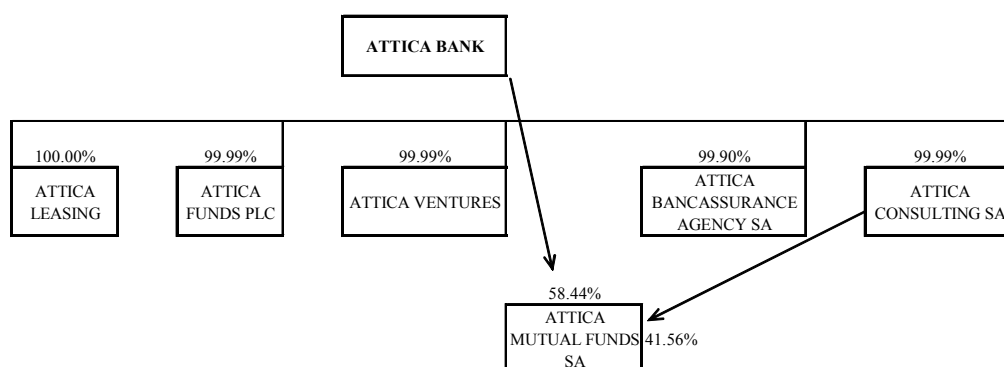 ATTICA BANK
100.00%
99.99%
99.99%
99.90%
99.99%
ATTICA
LEASING
ATTICA
FUNDS PLC
ATTICA VENTURES
ATTICA
BANCASSURANCE
AGENCY SA
ATTICA
CONSULTING SA
58.44%
ATTICA
MUTUAL FUNDS
SA
41.56%